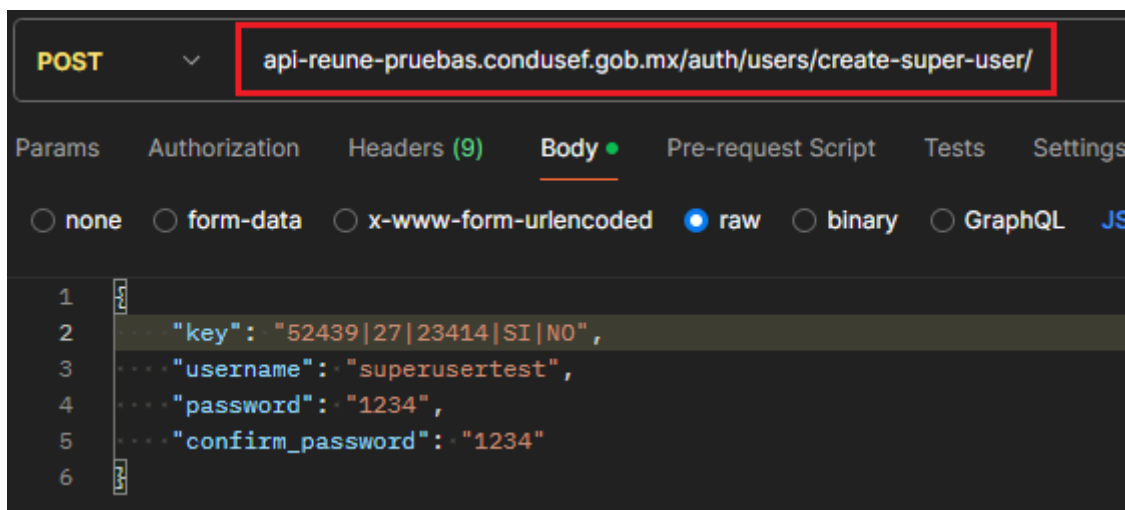 POST api-reune-pruebas.condusef.gob.mx/auth/users/create-super-user/
Params Authorization Headers (9) Body Pre-request Script Tests Settings
none form-data x-www-form-urlencoded raw binary GraphQL JS
1 {
2 "key": "52439|27|23414|SI|NO",
3 "username": "superusertest",
4 "password": "1234",
5 "confirm_password": "1234"
6 }